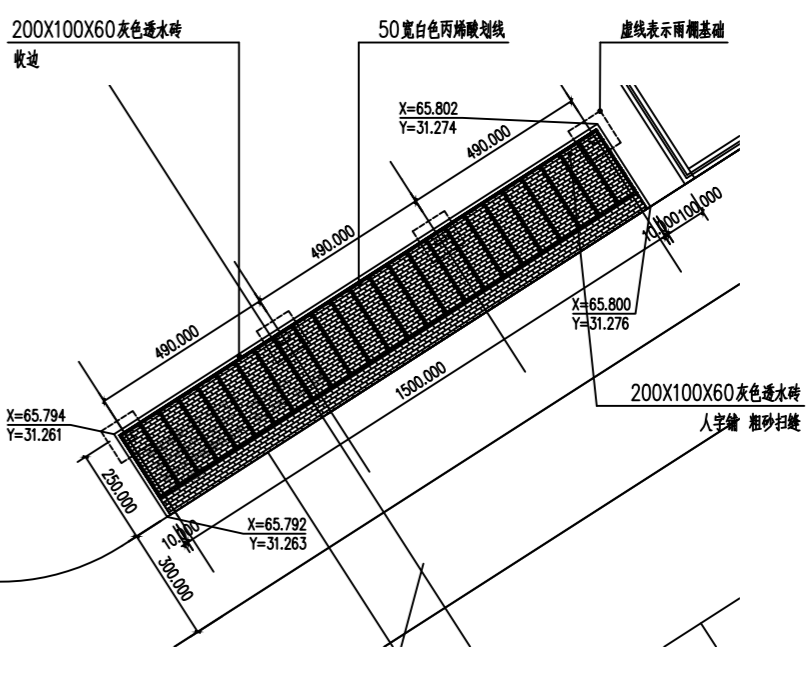 200X100X60灰色透水砖
收边
50宽白色丙烯酸划线
虚线表示雨棚基础
X=65.802
Y=31.274
490.000
490.000
490.000
10.000
100.000
X=65.800
Y=31.276
1500.000
200X100X60灰色透水砖
人字铺 粗砂扫缝
X=65.794
Y=31.261
250.000
10.000
X=65.792
Y=31.263
300.000